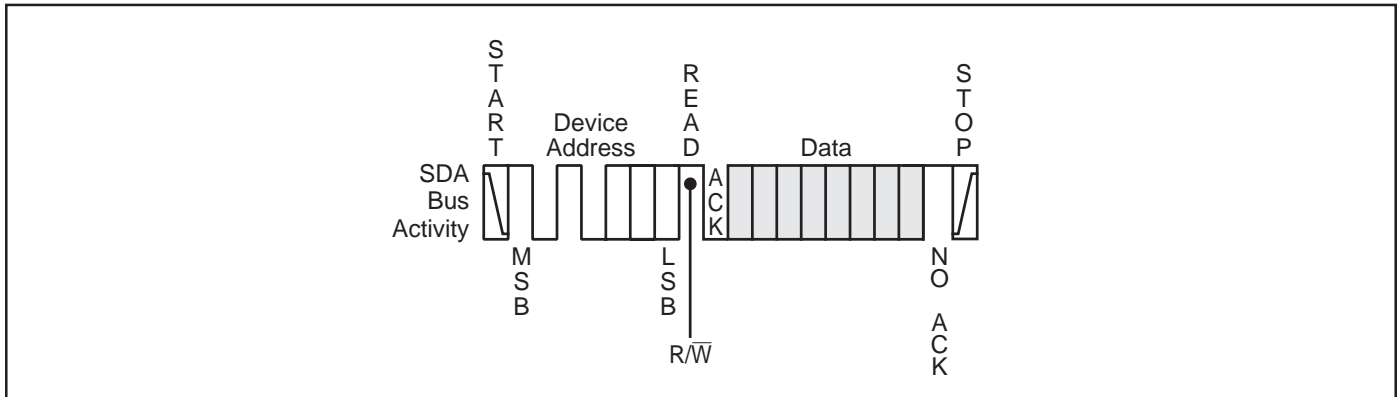 START
Device
Address
READ
Data
STOP
SDA
Bus
Activity
ACK
MSB
LSB
NO ACK
R/W̅